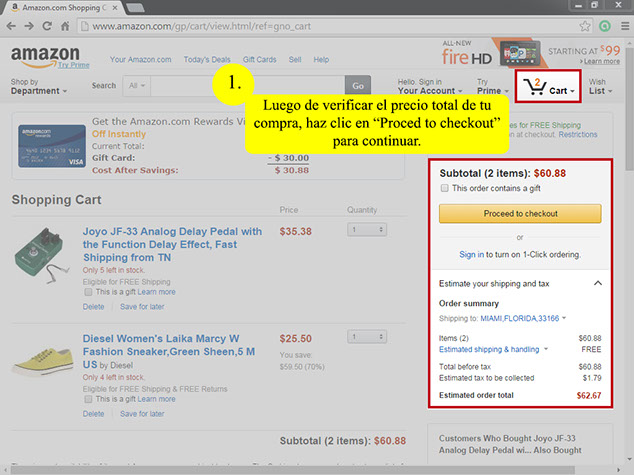 Amazon.com Shopping C
www.amazon.com/gp/cart/view.html/ref=gno_cart
amazon
Try Prime
Your Amazon.com
Today's Deals
Gift Cards
Sell
Help
ALL-NEW
fire HD
STARTING AT $99
Learn more
Shop by
Department
Search
All
Go
Hello. Sign in
Your Account
Try
Prime
2
Cart
Wish
List
1.
Luego de verificar el precio total de tu
compra, haz clic en “Proced to checkout”
para continuar.
Get the Amazon.com Rewards Vi
Off Instantly
Current Total:
Gift Card:
- $ 30.00
Cost After Savings:
$ 30.88
VISA
es for FREE Shipping
on at checkout. Restrictions
Shopping Cart
Price
Quantity
Joyo JF-33 Analog Delay Pedal with
the Function Delay Effect, Fast
Shipping from TN
Only 5 left in stock.
Eligible for FREE Shipping
This is a gift Learn more
Delete
Save for later
$35.38
1
Diesel Women's Laika Marcy W
Fashion Sneaker,Green Sheen,5 M
US by Diesel
Only 4 left in stock.
Eligible for FREE Shipping & FREE Returns
This is a gift Learn more
Delete
Save for later
$25.50
You save:
$59.50 (70%)
1
Subtotal (2 items): $60.88
Subtotal (2 items): $60.88
This order contains a gift
Proceed to checkout
or
Sign in to turn on 1-Click ordering.
Estimate your shipping and tax
Order summary
Shipping to: MIAMI,FLORIDA,33166
Items (2) $60.88
Estimated shipping & handling FREE
Total before tax $60.88
Estimated tax to be collected $1.79
Estimated order total $62.67
Customers Who Bought Joyo JF-33
Analog Delay Pedal wi... Also Bought